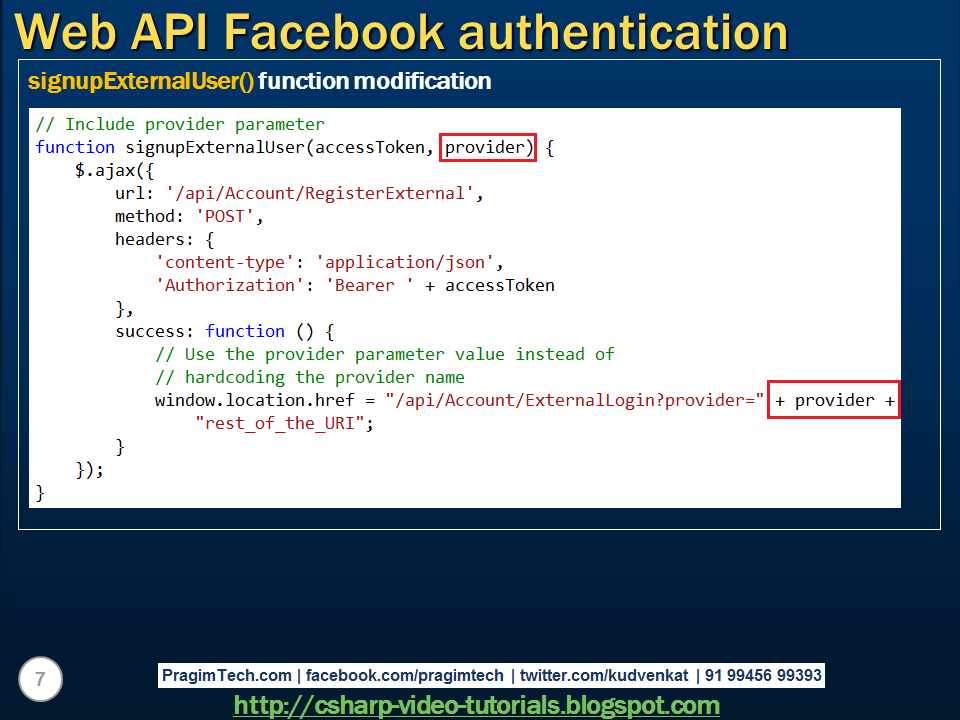 Web API Facebook authentication
signupExternalUser() function modification
// Include provider parameter
function signupExternalUser(accessToken, provider) {
    $.ajax({
        url: '/api/Account/RegisterExternal',
        method: 'POST',
        headers: {
            'content-type': 'application/json',
            'Authorization': 'Bearer ' + accessToken
        },
        success: function () {
            // Use the provider parameter value instead of
            // hardcoding the provider name
            window.location.href = "/api/Account/ExternalLogin?provider=" + provider +
                "rest_of_the_URI";
        }
    });
}
7
PragimTech.com | facebook.com/pragimtech | twitter.com/kudvenkat | 91 99456 99393
http://csharp-video-tutorials.blogspot.com